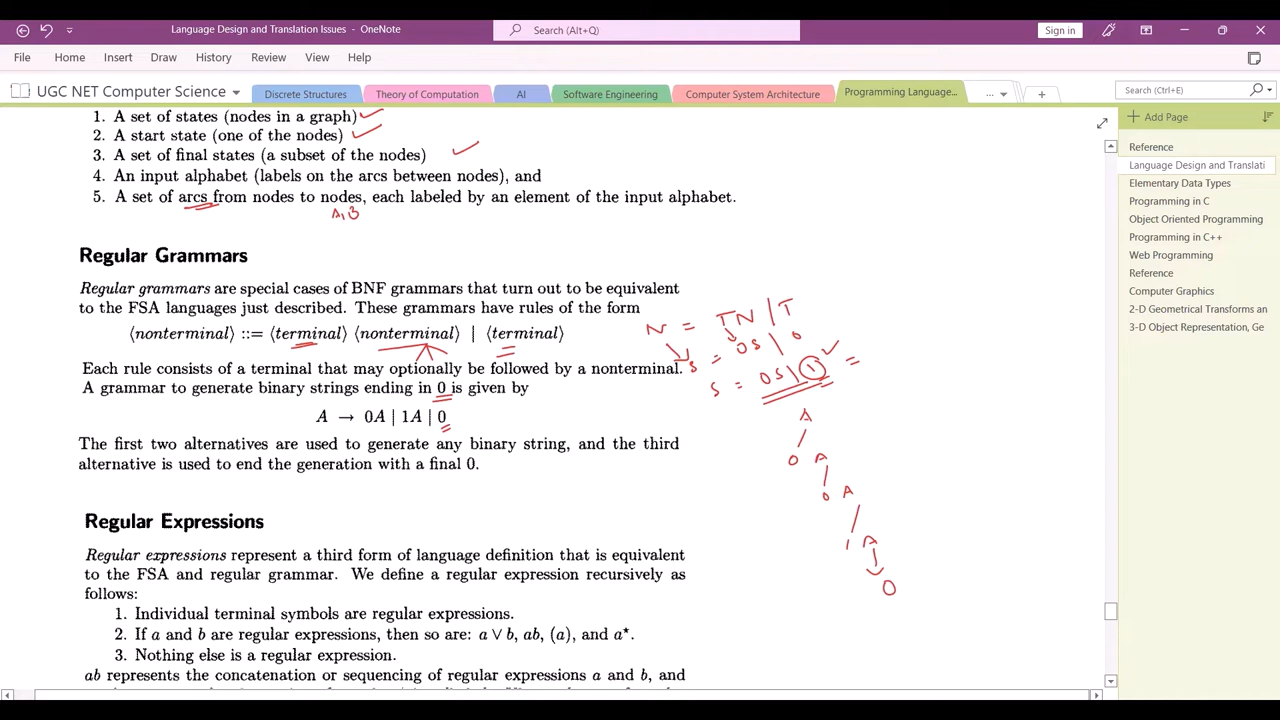 Language Design and Translation Issues - OneNote
Search (Alt+Q)
Sign in
File Home Insert Draw History Review View Help
UGC NET Computer Science
Discrete Structures Theory of Computation AI Software Engineering Computer System Architecture Programming Language... ...
Search (Ctrl+E)
Add Page
Reference
Language Design and Translati
Elementary Data Types
Programming in C
Object Oriented Programming
Programming in C++
Web Programming
Reference
Computer Graphics
2-D Geometrical Transforms an
3-D Object Representation, Ge
1. A set of states (nodes in a graph)
2. A start state (one of the nodes)
3. A set of final states (a subset of the nodes)
4. An input alphabet (labels on the arcs between nodes), and
5. A set of arcs from nodes to nodes, each labeled by an element of the input alphabet.
A, B
Regular Grammars
Regular grammars are special cases of BNF grammars that turn out to be equivalent
to the FSA languages just described. These grammars have rules of the form
⟨nonterminal⟩ ::= ⟨terminal⟩ ⟨nonterminal⟩ | ⟨terminal⟩
Each rule consists of a terminal that may optionally be followed by a nonterminal.
A grammar to generate binary strings ending in 0 is given by
A → 0A | 1A | 0
The first two alternatives are used to generate any binary string, and the third
alternative is used to end the generation with a final 0.
N = TN | T
S = 0S | 0
S = 0S | 1 =
A
0 A
0 A
1 A
0
Regular Expressions
Regular expressions represent a third form of language definition that is equivalent
to the FSA and regular grammar. We define a regular expression recursively as
follows:
1. Individual terminal symbols are regular expressions.
2. If a and b are regular expressions, then so are: a ∨ b, ab, (a), and a*.
3. Nothing else is a regular expression.
ab represents the concatenation or sequencing of regular expressions a and b, and